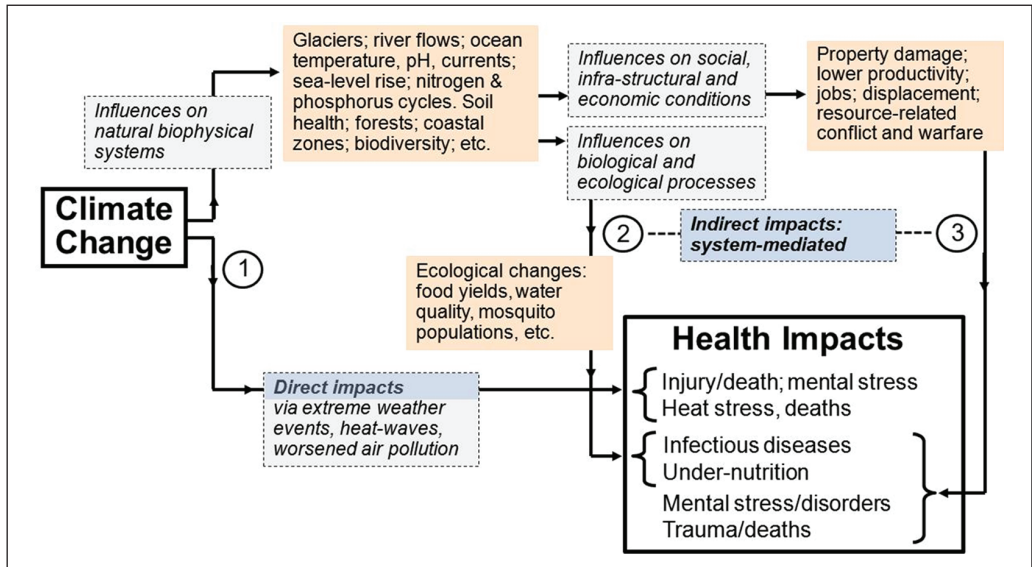 Glaciers; river flows; ocean
temperature, pH, currents;
sea-level rise; nitrogen &
phosphorus cycles. Soil
health; forests; coastal
zones; biodiversity; etc.
Influences on social,
infra-structural and
economic conditions
Property damage;
lower productivity;
jobs; displacement;
resource-related
conflict and warfare
Influences on
natural biophysical
systems
Influences on
biological and
ecological processes
Climate
Change
1
2
Indirect impacts:
system-mediated
3
Ecological changes:
food yields, water
quality, mosquito
populations, etc.
Direct impacts
via extreme weather
events, heat-waves,
worsened air pollution
Health Impacts
Injury/death; mental stress
Heat stress, deaths
Infectious diseases
Under-nutrition
Mental stress/disorders
Trauma/deaths